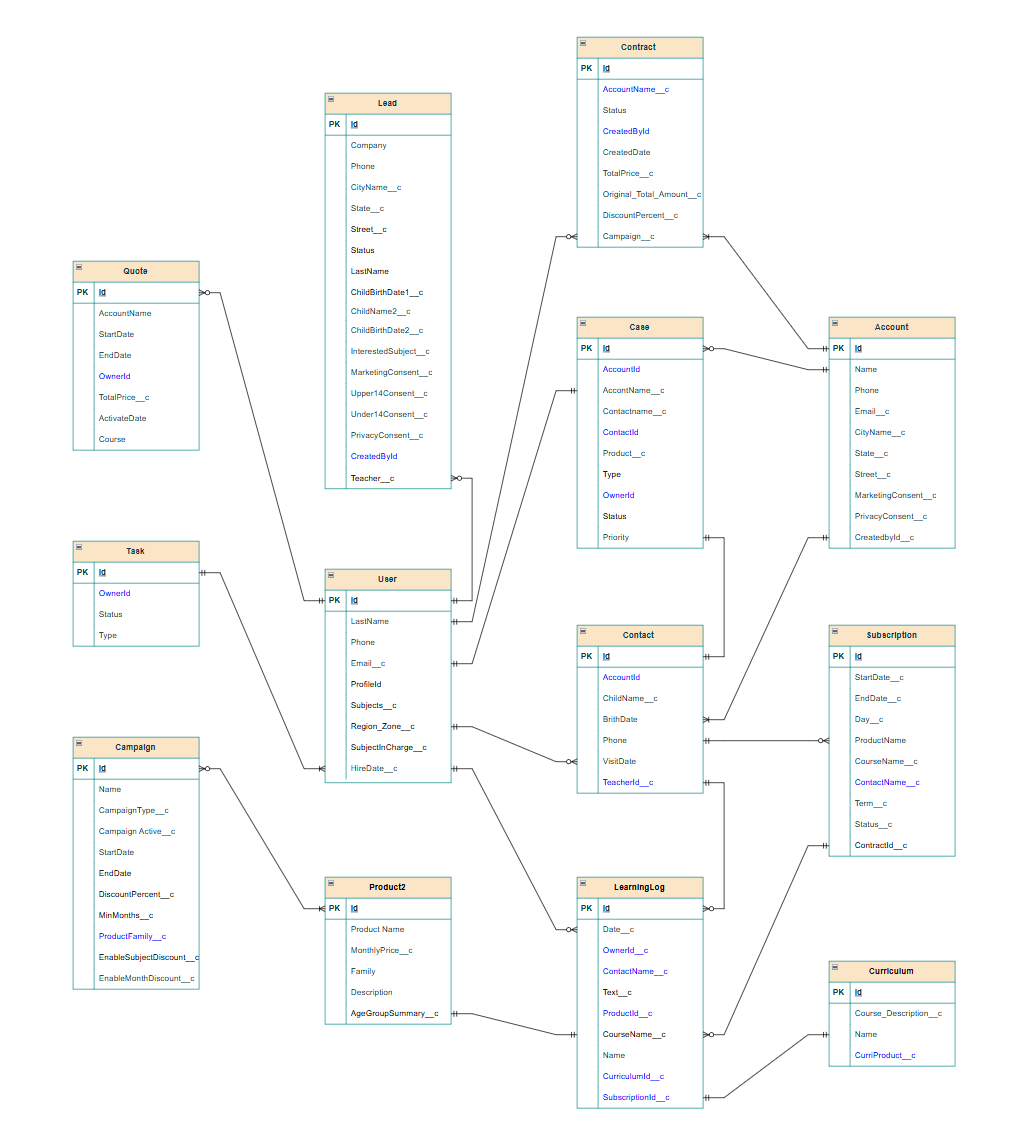 Contract
PK Id
AccountName__c
Status
CreatedById
CreatedDate
TotalPrice__c
Original_Total_Amount__c
DiscountPercent__c
Campaign__c
Lead
PK Id
Company
Phone
CityName__c
State__c
Street__c
Status
LastName
ChildBirthDate1__c
ChildName2__c
ChildBirthDate2__c
InterestedSubject__c
MarketingConsent__c
Upper14Consent__c
Under14Consent__c
PrivacyConsent__c
CreatedById
Teacher__c
Quote
PK Id
AccountName
StartDate
EndDate
OwnerId
TotalPrice__c
ActivateDate
Course
Case
PK Id
AccountId
AccontName__c
Contactname__c
ContactId
Product__c
Type
OwnerId
Status
Priority
Account
PK Id
Name
Phone
Email__c
CityName__c
State__c
Street__c
MarketingConsent__c
PrivacyConsent__c
CreatedbyId__c
Task
PK Id
OwnerId
Status
Type
User
PK Id
LastName
Phone
Email__c
ProfileId
Subjects__c
Region_Zone__c
SubjectInCharge__c
HireDate__c
Contact
PK Id
AccountId
ChildName__c
BrithDate
Phone
VisitDate
TeacherId__c
Subscription
PK Id
StartDate__c
EndDate__c
Day__c
ProductName
CourseName__c
ContactName__c
Term__c
Status__c
ContractId__c
Campaign
PK Id
Name
CampaignType__c
Campaign Active__c
StartDate
EndDate
DiscountPercent__c
MinMonths__c
ProductFamily__c
EnableSubjectDiscount__c
EnableMonthDiscount__c
Product2
PK Id
Product Name
MonthlyPrice__c
Family
Description
AgeGroupSummary__c
LearningLog
PK Id
Date__c
OwnerId__c
ContactName__c
Text__c
ProductId__c
CourseName__c
Name
CurriculumId__c
SubscriptionId__c
Curriculum
PK Id
Course_Description__c
Name
CurriProduct__c